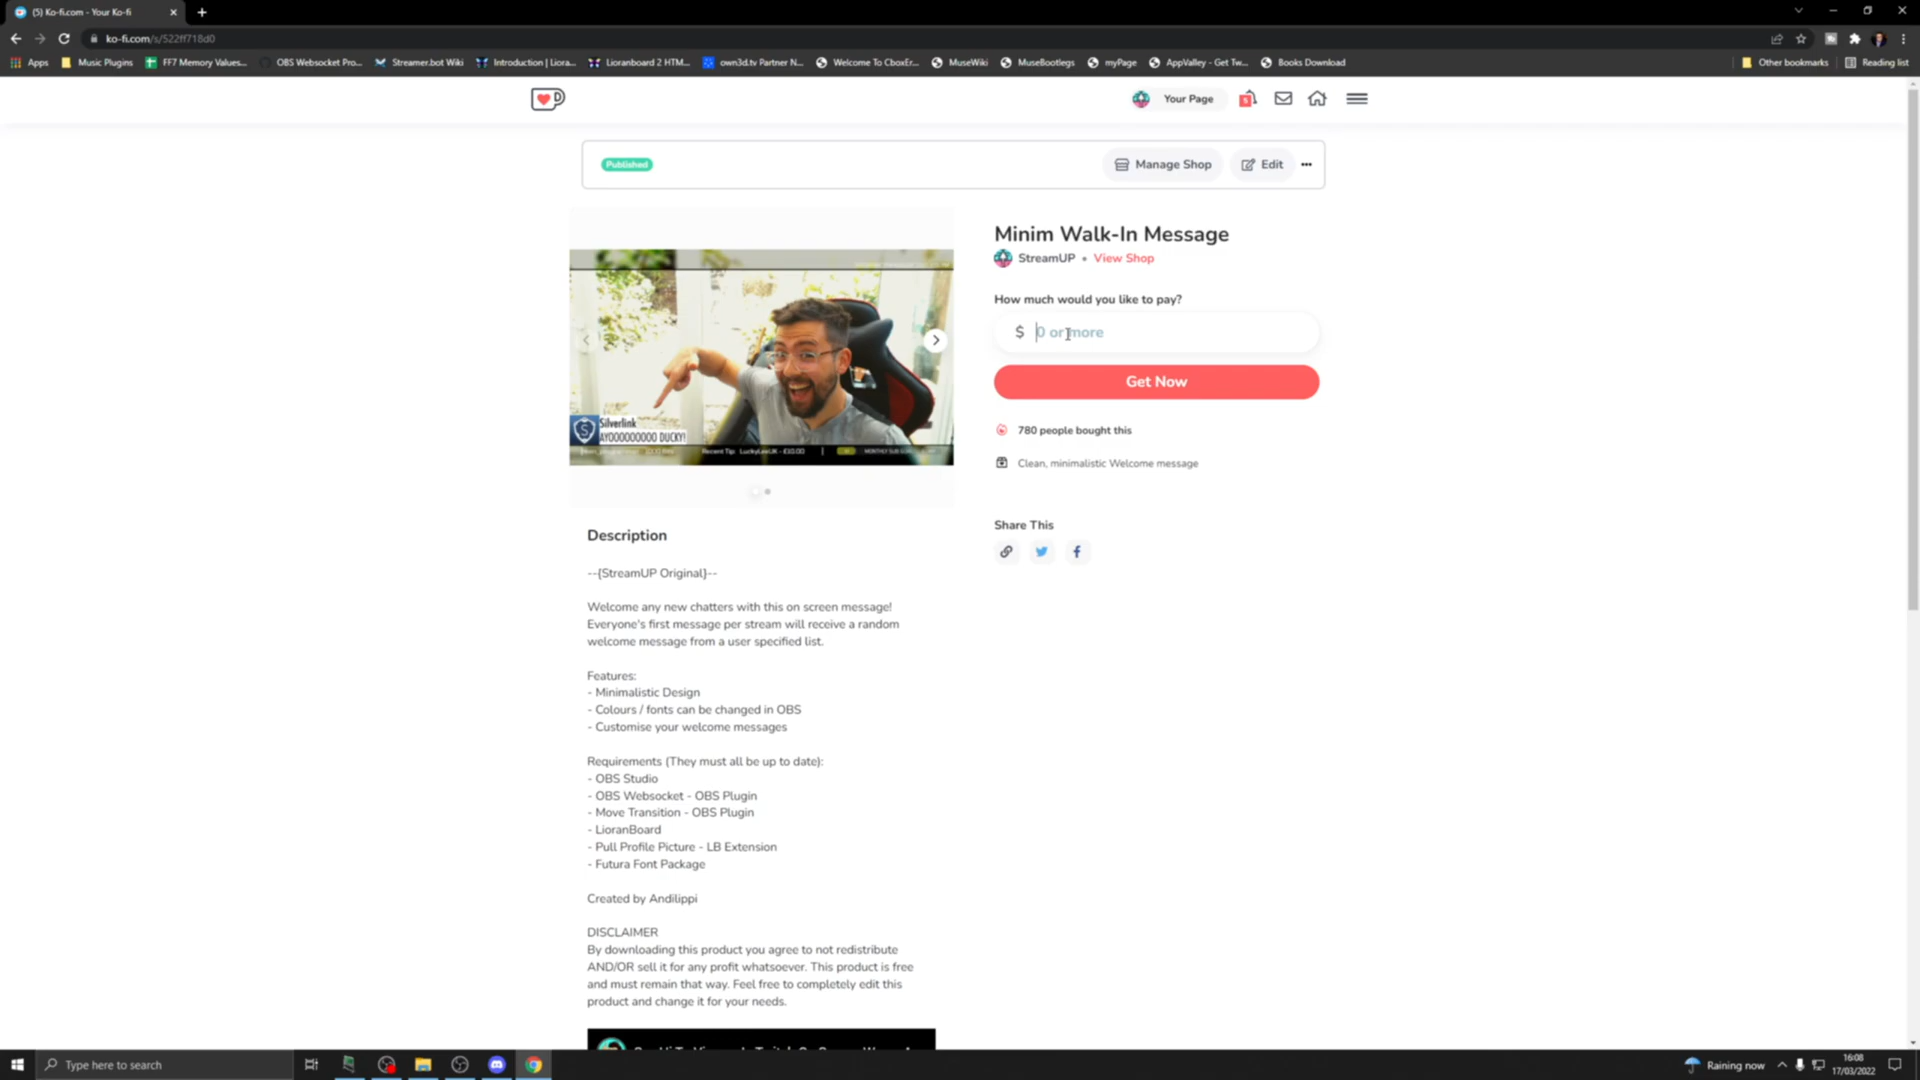 (5) Ko-fi.com - Your Ko-fi
ko-fi.com/s/522ff718d0
Apps
Music Plugins
FF7 Memory Values...
OBS Websocket Pro...
Streamer.bot Wiki
Introduction | Liora...
Lioranboard 2 HTM...
own3d.tv Partner N...
Welcome To CboxEr...
MuseWiki
MuseBootlegs
myPage
AppValley - Get Tw...
Books Download
Other bookmarks
Reading list
Your Page
Published
Manage Shop
Edit
Minim Walk-In Message
StreamUP • View Shop
How much would you like to pay?
$ 0 or more
Get Now
780 people bought this
Clean, minimalistic Welcome message
Share This
Silverlink
AYOOOOOOOOO DUCKY!
Recent Tip: LuckyLeeUK - £10.00
Description
--{StreamUP Original}--
Welcome any new chatters with this on screen message!
Everyone's first message per stream will receive a random
welcome message from a user specified list.
Features:
- Minimalistic Design
- Colours / fonts can be changed in OBS
- Customise your welcome messages
Requirements (They must all be up to date):
- OBS Studio
- OBS Websocket - OBS Plugin
- Move Transition - OBS Plugin
- LioranBoard
- Pull Profile Picture - LB Extension
- Futura Font Package
Created by Andilippi
DISCLAIMER
By downloading this product you agree to not redistribute
AND/OR sell it for any profit whatsoever. This product is free
and must remain that way. Feel free to completely edit this
product and change it for your needs.
Type here to search
Raining now
16:08
17/03/2022